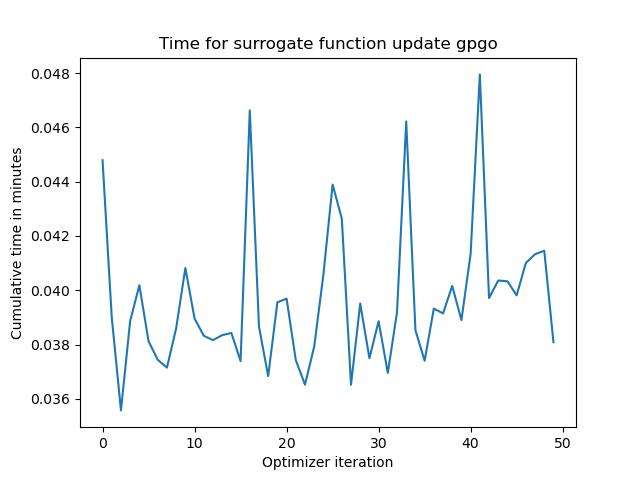 Time for surrogate function update gpgo
0.048
0.046
0.044
0.042
0.040
0.038
0.036
Cumulative time in minutes
0 10 20 30 40 50
Optimizer iteration